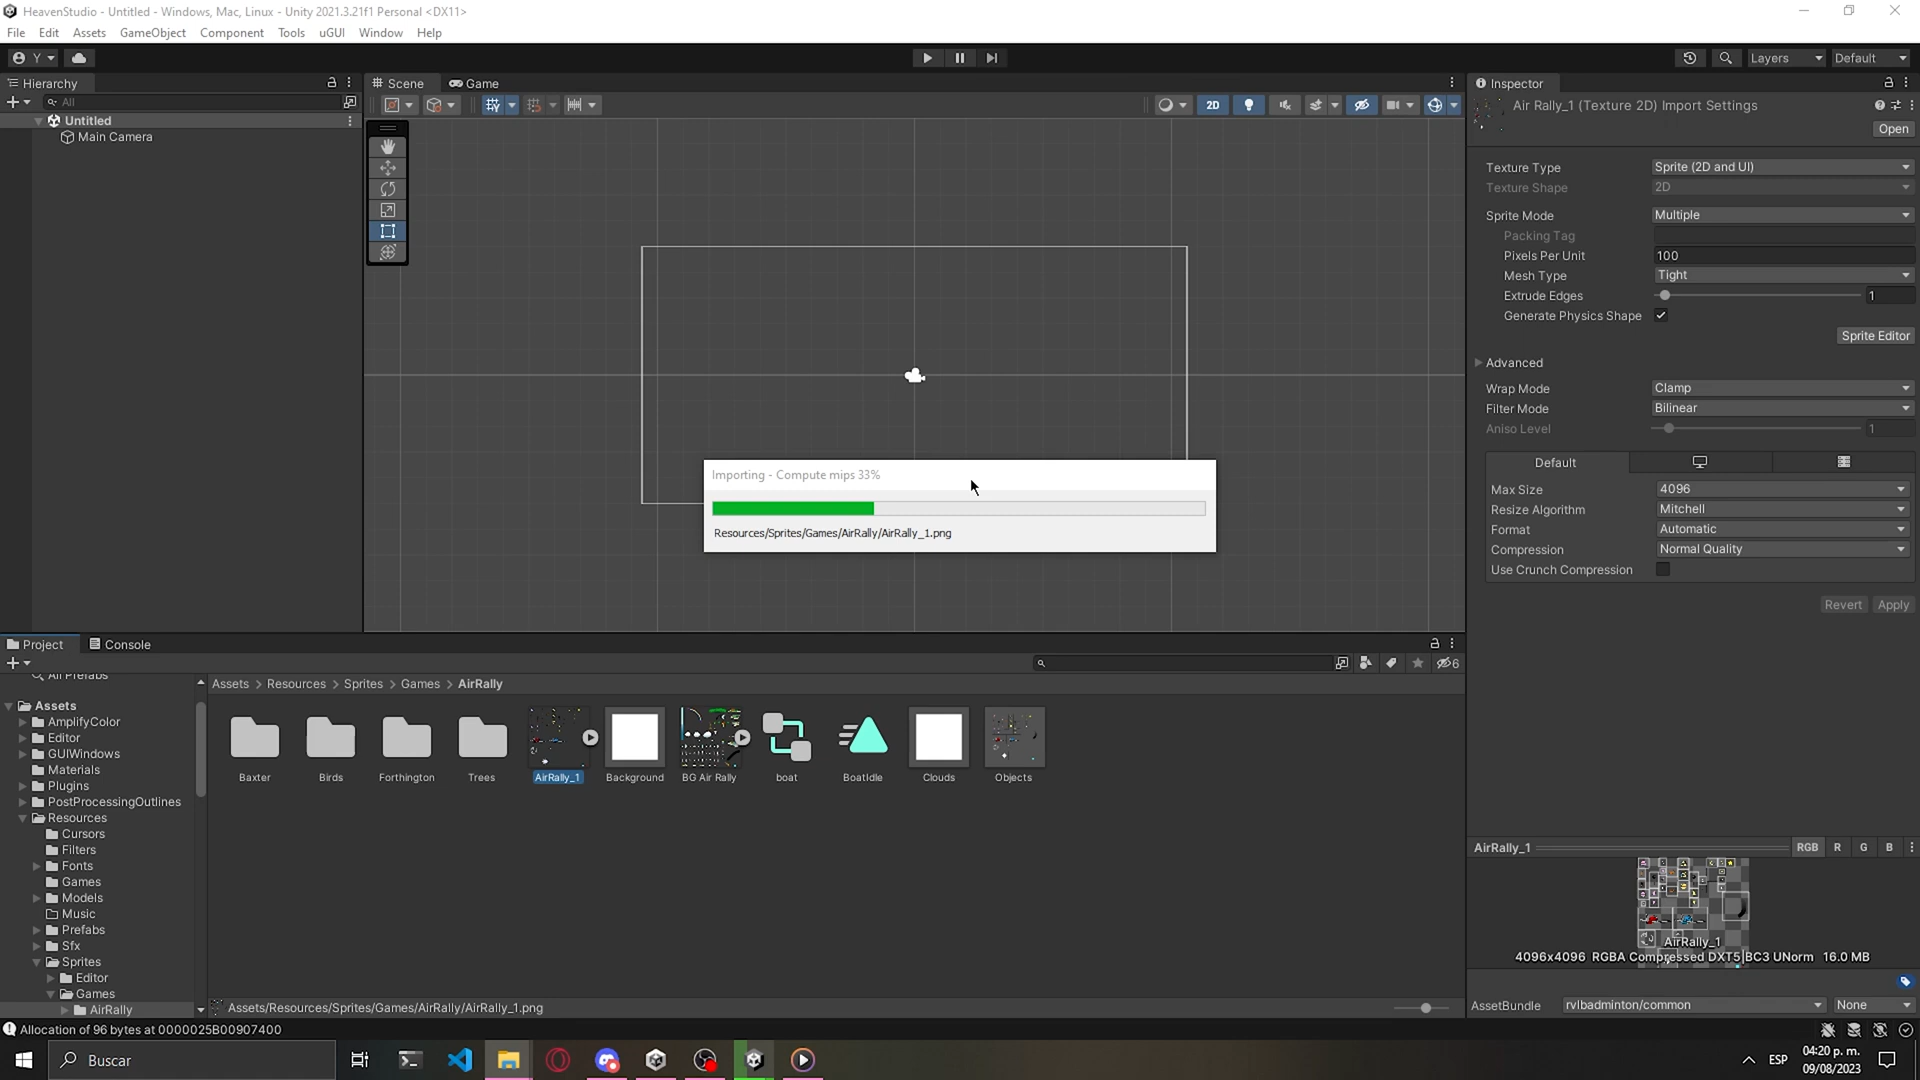 HeavenStudio - Untitled - Windows, Mac, Linux - Unity 2021.3.21f1 Personal <DX11>
File Edit Assets GameObject Component Tools uGUI Window Help
Y Layers Default
Hierarchy
All
Untitled
Main Camera
Scene Game
2D
Importing - Compute mips 33%
Resources/Sprites/Games/AirRally/AirRally_1.png
Inspector
Air Rally_1 (Texture 2D) Import Settings
Open
Texture Type Sprite (2D and UI)
Texture Shape 2D
Sprite Mode Multiple
Packing Tag
Pixels Per Unit 100
Mesh Type Tight
Extrude Edges 1
Generate Physics Shape
Sprite Editor
Advanced
Wrap Mode Clamp
Filter Mode Bilinear
Aniso Level 1
Default
Max Size 4096
Resize Algorithm Mitchell
Format Automatic
Compression Normal Quality
Use Crunch Compression
Revert Apply
Project Console
6
All Prefabs
Assets
AmplifyColor
Editor
GUIWindows
Materials
Plugins
PostProcessingOutlines
Resources
Cursors
Filters
Fonts
Games
Models
Music
Prefabs
Sfx
Sprites
Editor
Games
AirRally
Assets > Resources > Sprites > Games > AirRally
Baxter Birds Forthington Trees AirRally_1 Background BG Air Rally boat BoatIdle Clouds Objects
Assets/Resources/Sprites/Games/AirRally/AirRally_1.png
AirRally_1 RGB R G B
AirRally_1
4096x4096 RGBA Compressed DXT5|BC3 UNorm 16.0 MB
AssetBundle rvlbadminton/common None
Allocation of 96 bytes at 0000025B00907400
Buscar
ESP
04:20 p. m.
09/08/2023